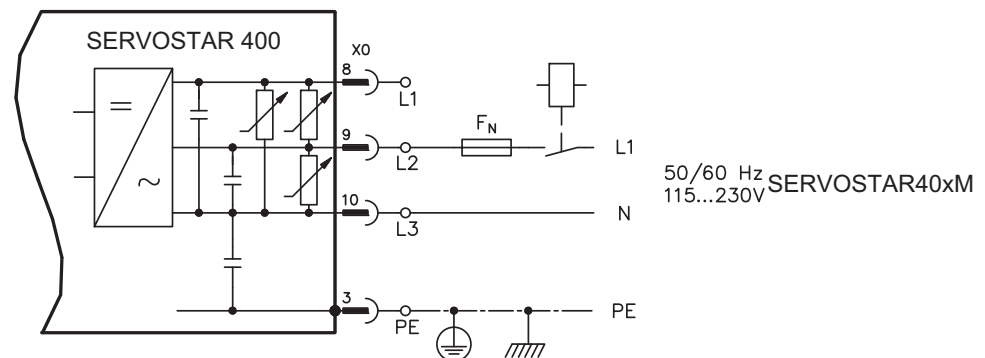 SERVOSTAR 400
X0
8
L1
9
L2
FN
L1
10
L3
N
50/60 Hz
115...230V
SERVOSTAR40xM
3
PE
PE